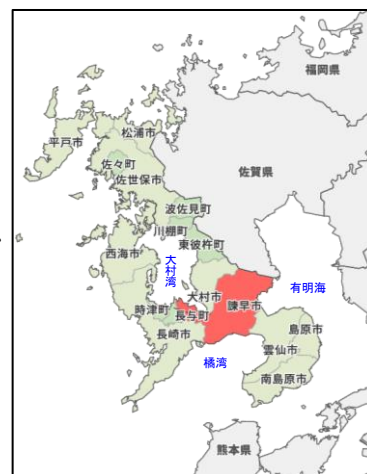 福岡県
松浦市
平戸市
佐々町
佐世保市
佐賀県
波佐見町
川棚町
東彼杵町
西海市
大村湾
有明海
大村市
諫早市
時津町
長与町
島原市
長崎市
雲仙市
橘湾
南島原市
熊本県